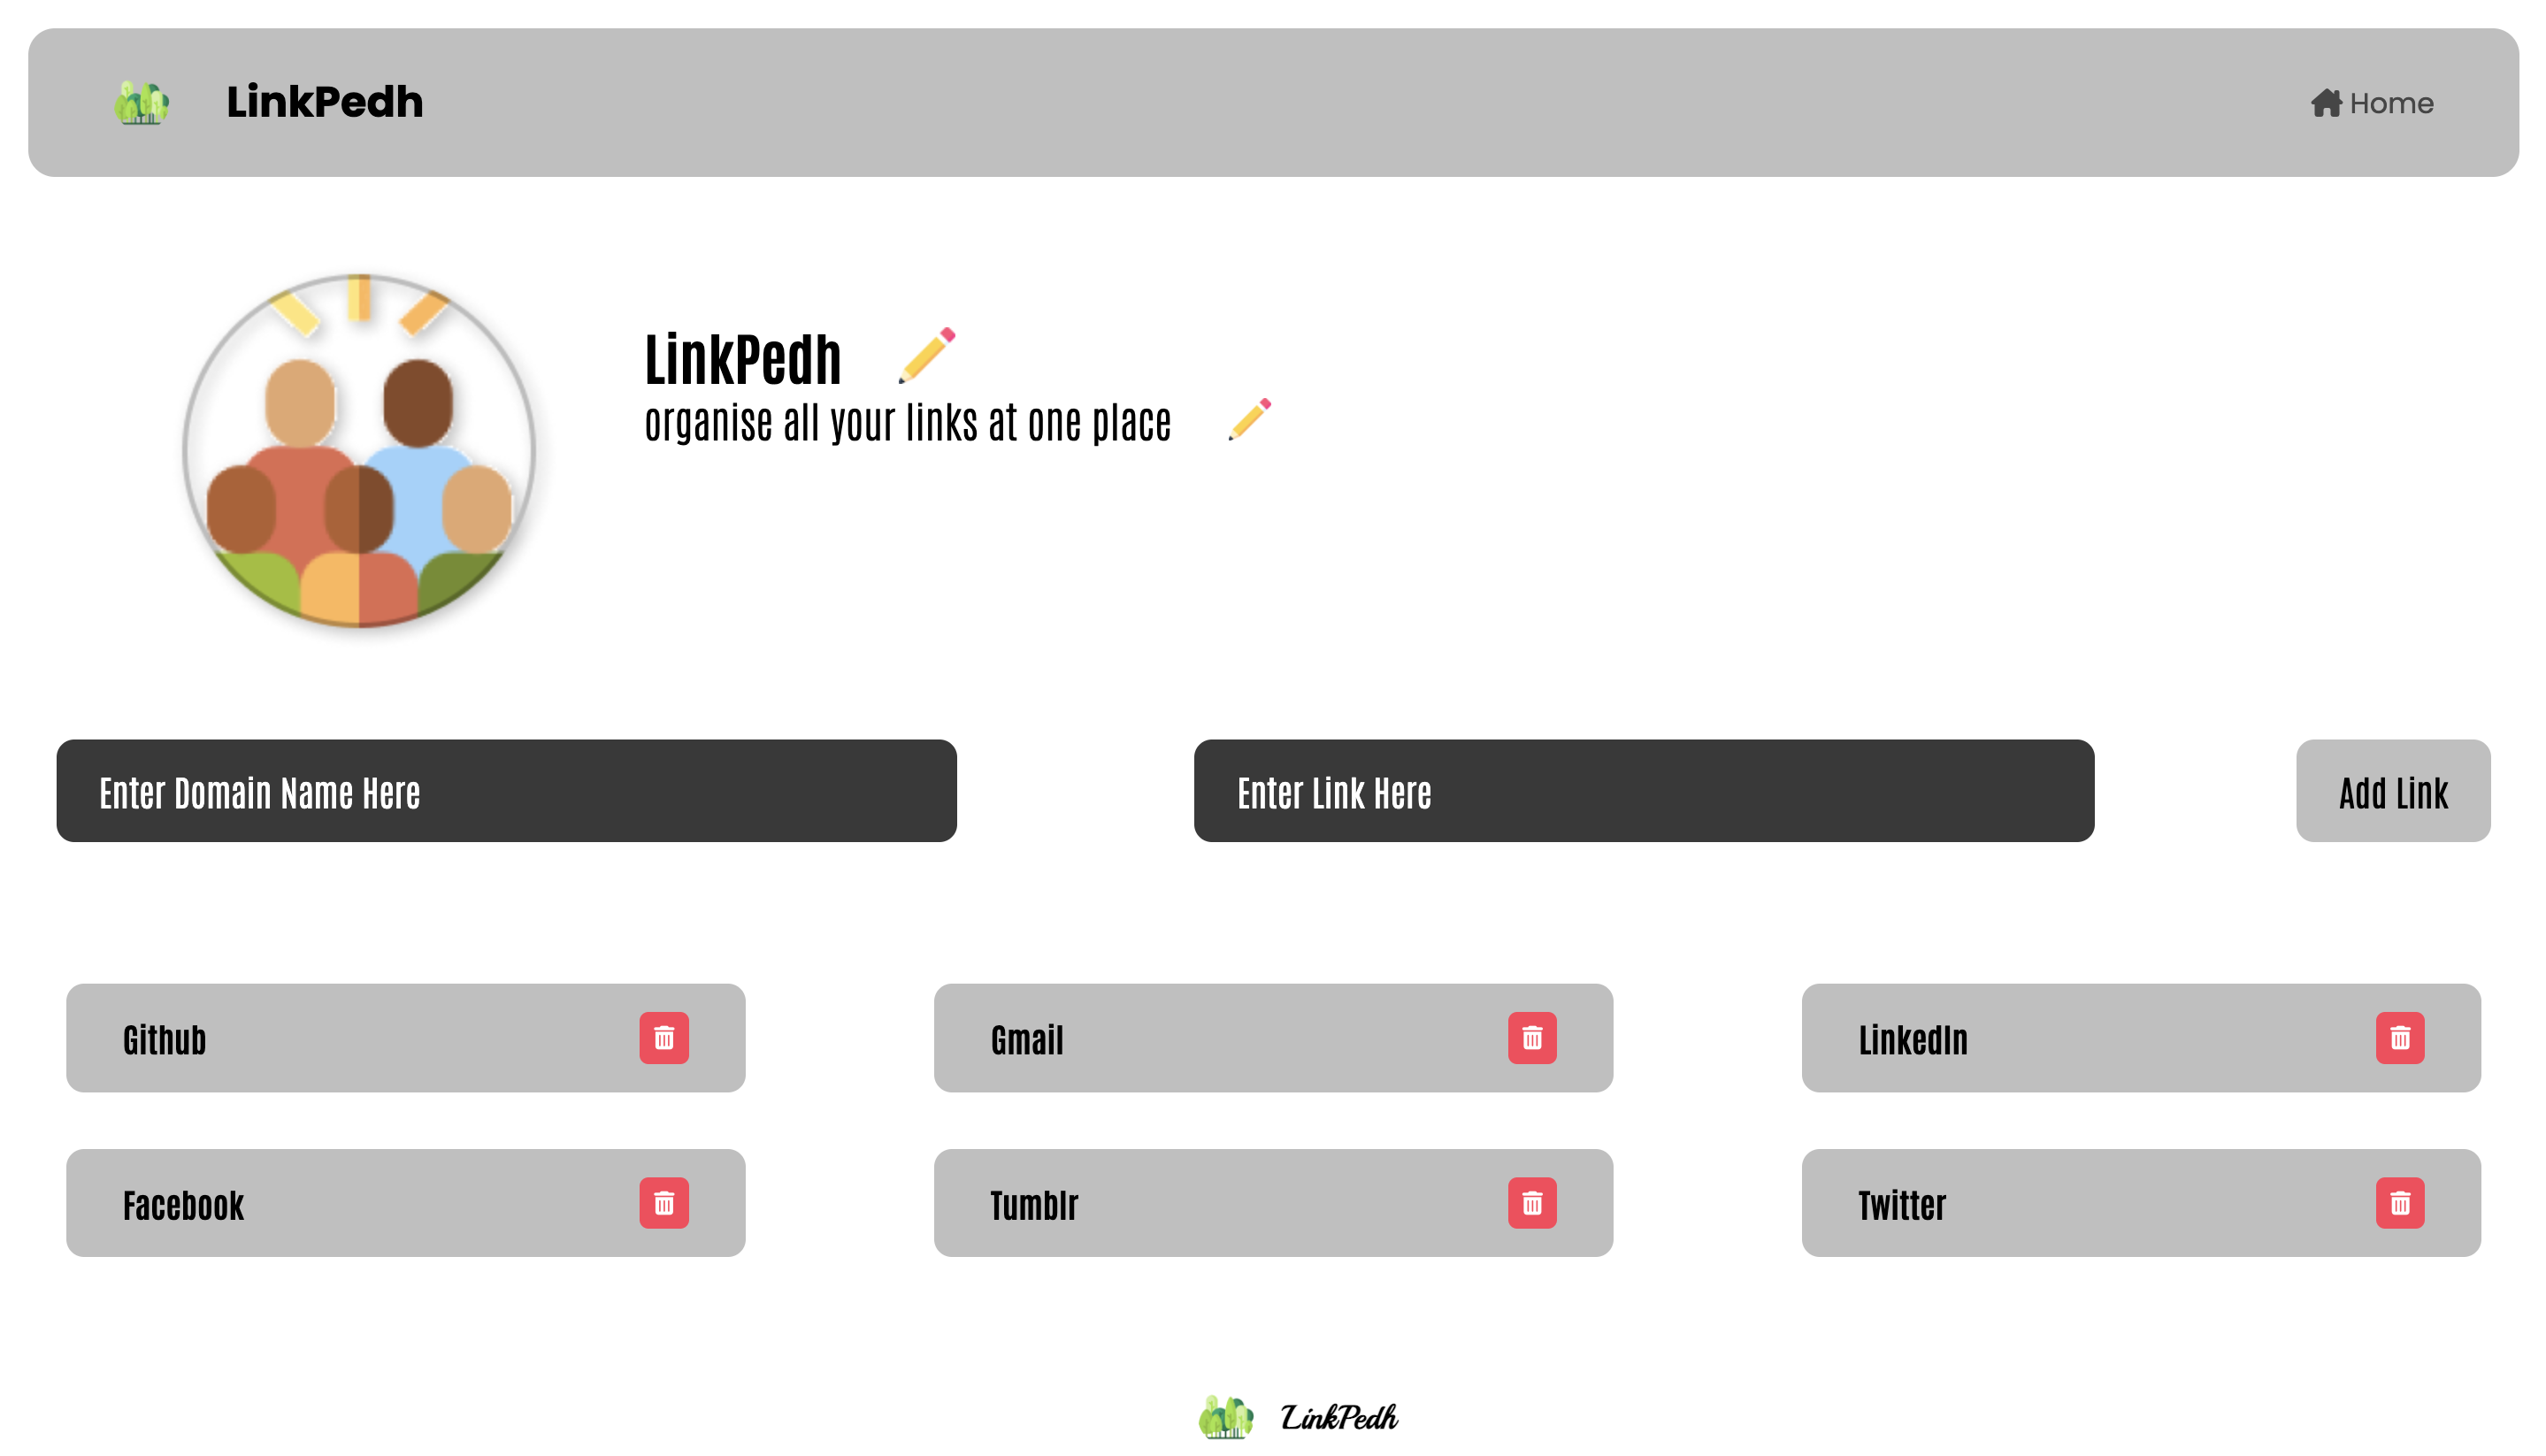 LinkPedh
Home
LinkPedh
organise all your links at one place
Enter Domain Name Here
Enter Link Here
Add Link
Github
Gmail
LinkedIn
Facebook
Tumblr
Twitter
LinkPedh